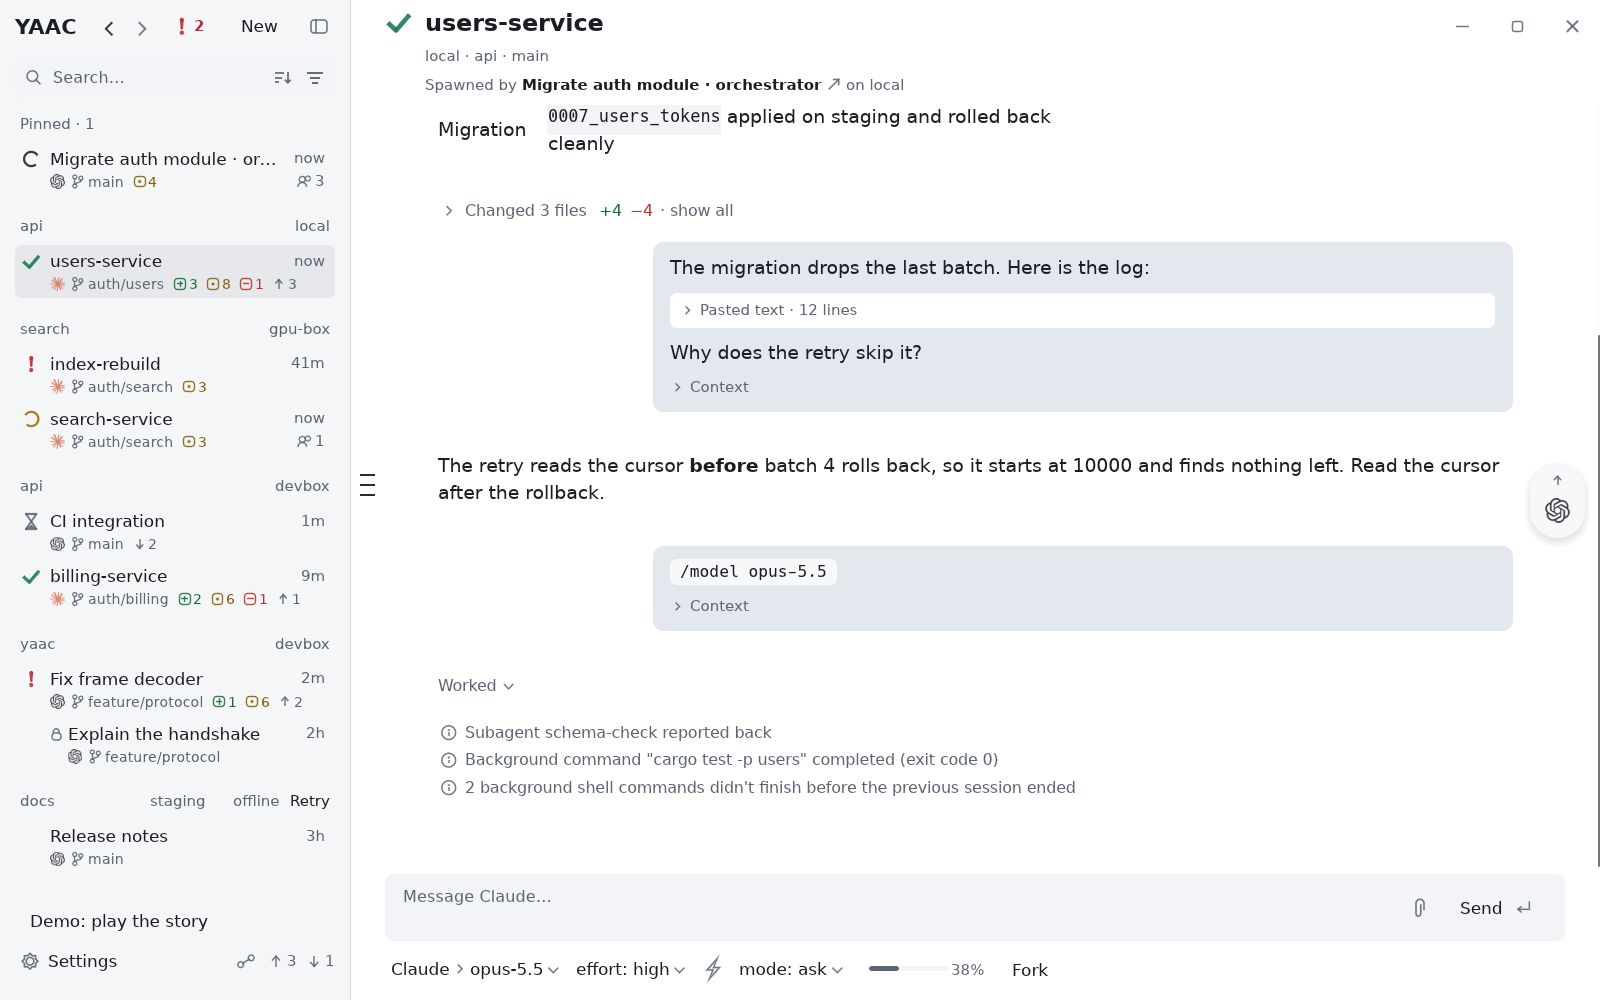 YAAC
2
New
Search...
Pinned · 1
Migrate auth module · or... now
main 4 3
api local
users-service now
auth/users 3 8 1 3
search gpu-box
index-rebuild 41m
auth/search 3
search-service now
auth/search 3 1
api devbox
CI integration 1m
main 2
billing-service 9m
auth/billing 2 6 1 1
yaac devbox
Fix frame decoder 2m
feature/protocol 1 6 2
Explain the handshake 2h
feature/protocol
docs staging offline Retry
Release notes 3h
main
Demo: play the story
Settings 3 1
users-service
local · api · main
Spawned by Migrate auth module · orchestrator ↗ on local
Migration 0007_users_tokens applied on staging and rolled back
cleanly
Changed 3 files +4 −4 · show all
The migration drops the last batch. Here is the log:
Pasted text · 12 lines
Why does the retry skip it?
Context
The retry reads the cursor before batch 4 rolls back, so it starts at 10000 and finds nothing left. Read the cursor
after the rollback.
/model opus-5.5
Context
Worked
Subagent schema-check reported back
Background command "cargo test -p users" completed (exit code 0)
2 background shell commands didn't finish before the previous session ended
Message Claude...
Send
Claude opus-5.5 effort: high mode: ask 38% Fork